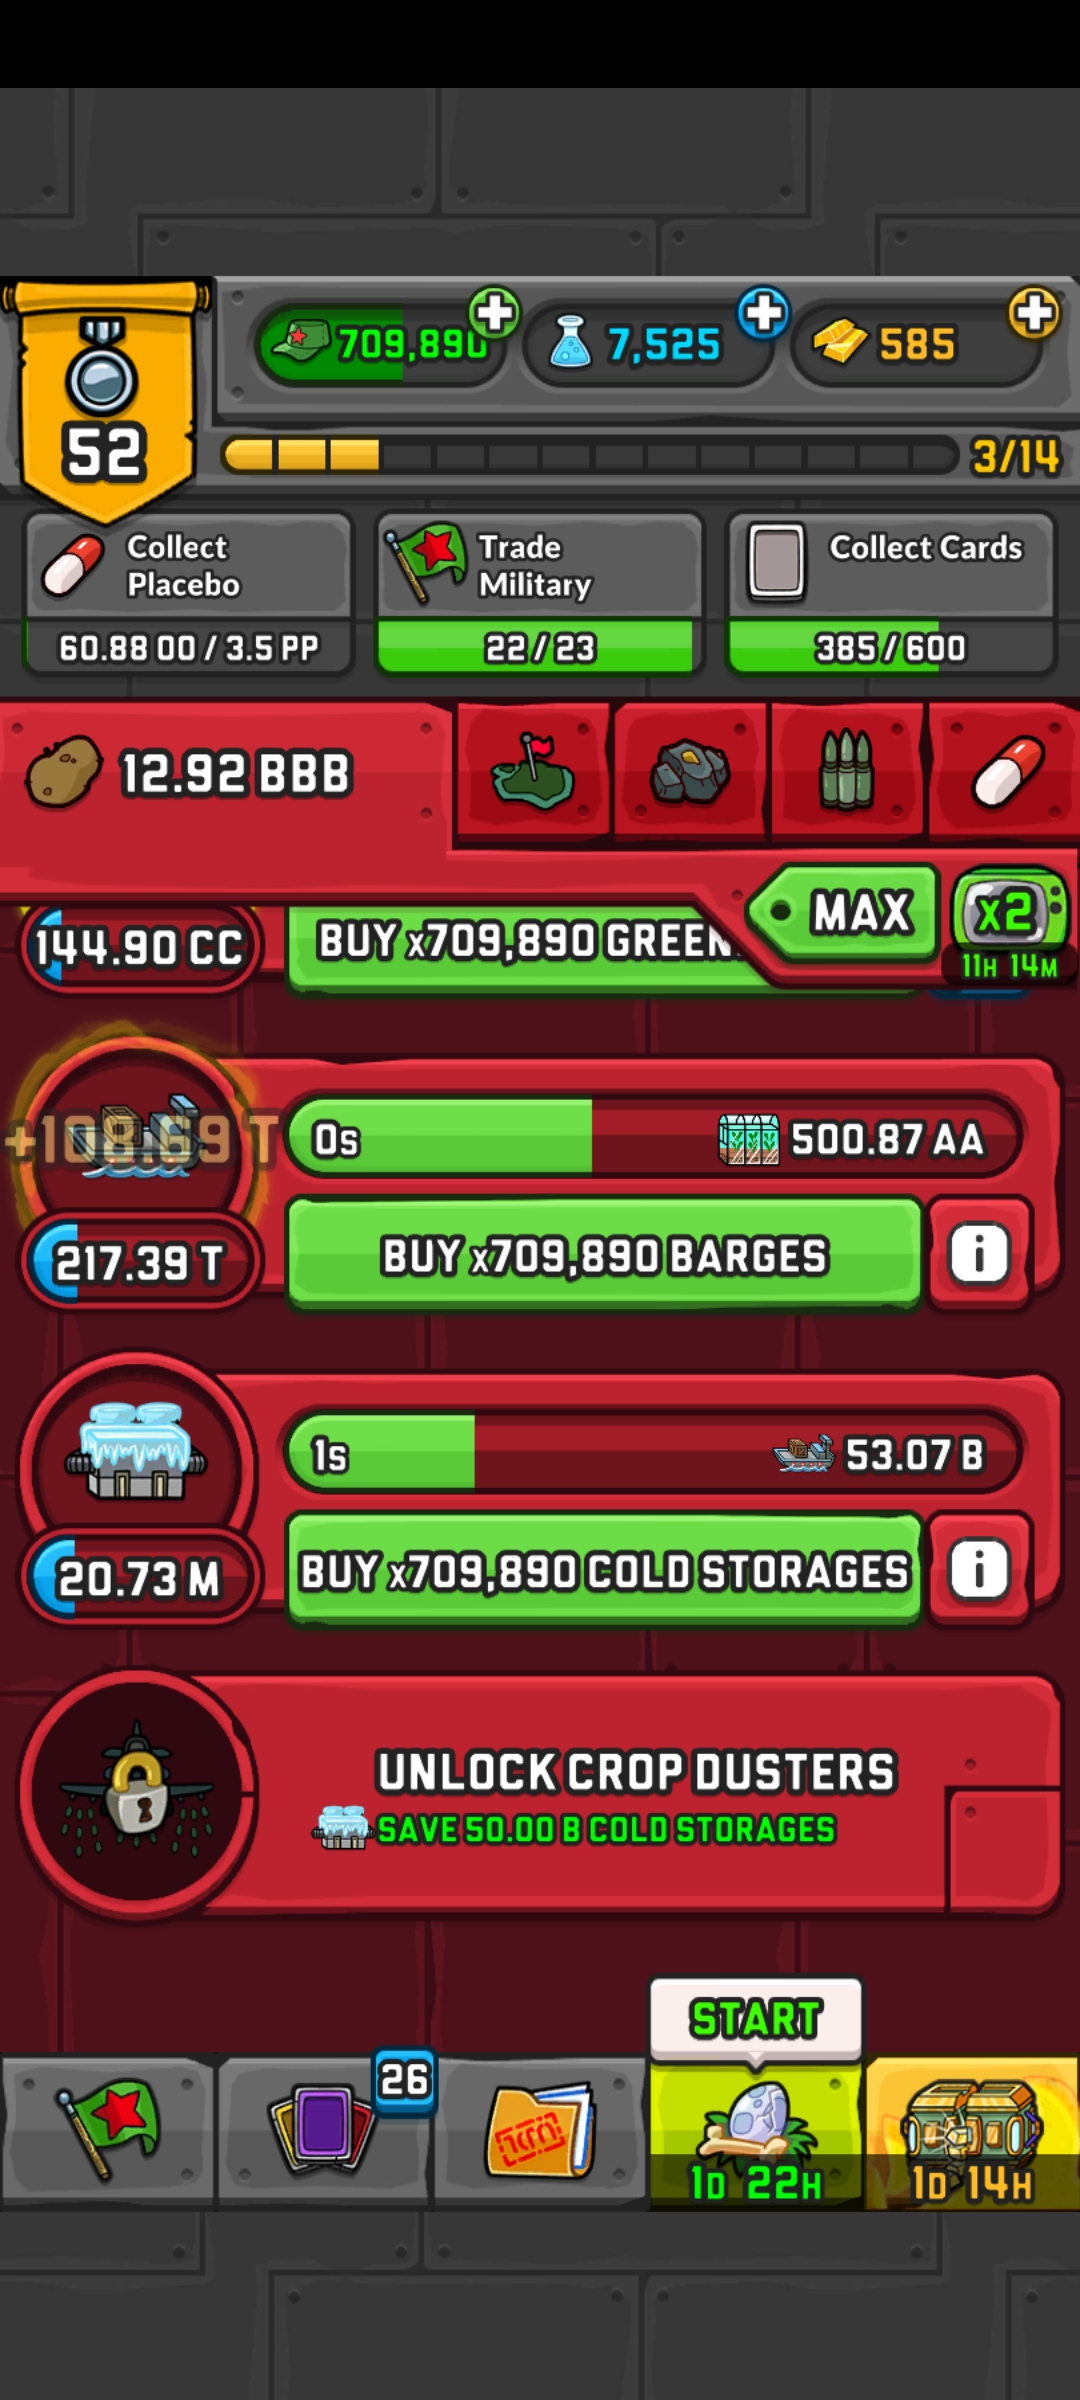 709,890
7,525
585
52
3/14
Collect
Placebo
60.88 OO / 3.5 PP
Trade
Military
22 / 23
Collect Cards
385 / 600
12.92 BBB
MAX
x2
11H 14M
144.90 CC
BUY x709,890 GREEN
+108.69 T
0s
500.87 AA
217.39 T
BUY x709,890 BARGES
i
1s
53.07 B
20.73 M
BUY x709,890 COLD STORAGES
i
UNLOCK CROP DUSTERS
SAVE 50.00 B COLD STORAGES
START
26
1D 22H
1D 14H